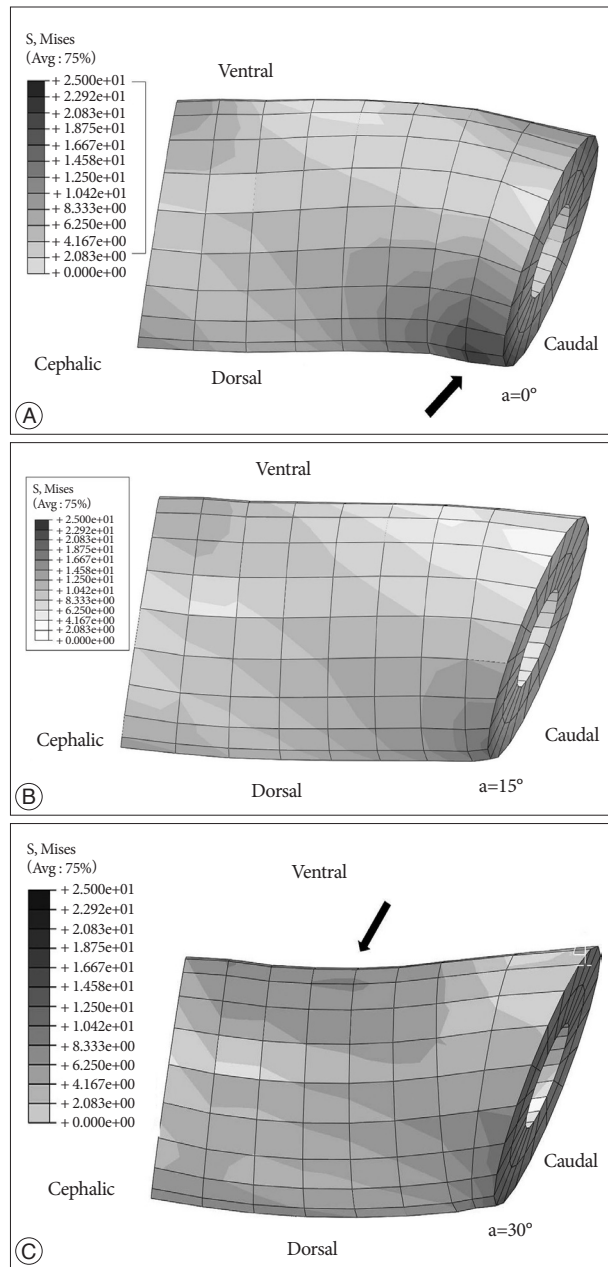 S, Mises
(Avg : 75%)
+ 2.500e+01
+ 2.292e+01
+ 2.083e+01
+ 1.875e+01
+ 1.667e+01
+ 1.458e+01
+ 1.250e+01
+ 1.042e+01
+ 8.333e+00
+ 6.250e+00
+ 4.167e+00
+ 2.083e+00
+ 0.000e+00
Ventral
Cephalic
Dorsal
Caudal
a=0°
A
S, Mises
(Avg : 75%)
+ 2.500e+01
+ 2.292e+01
+ 2.083e+01
+ 1.875e+01
+ 1.667e+01
+ 1.458e+01
+ 1.250e+01
+ 1.042e+01
+ 8.333e+00
+ 6.250e+00
+ 4.167e+00
+ 2.083e+00
+ 0.000e+00
Ventral
Cephalic
Dorsal
Caudal
a=15°
B
S, Mises
(Avg : 75%)
+ 2.500e+01
+ 2.292e+01
+ 2.083e+01
+ 1.875e+01
+ 1.667e+01
+ 1.458e+01
+ 1.250e+01
+ 1.042e+01
+ 8.333e+00
+ 6.250e+00
+ 4.167e+00
+ 2.083e+00
+ 0.000e+00
Ventral
Cephalic
Dorsal
Caudal
a=30°
C